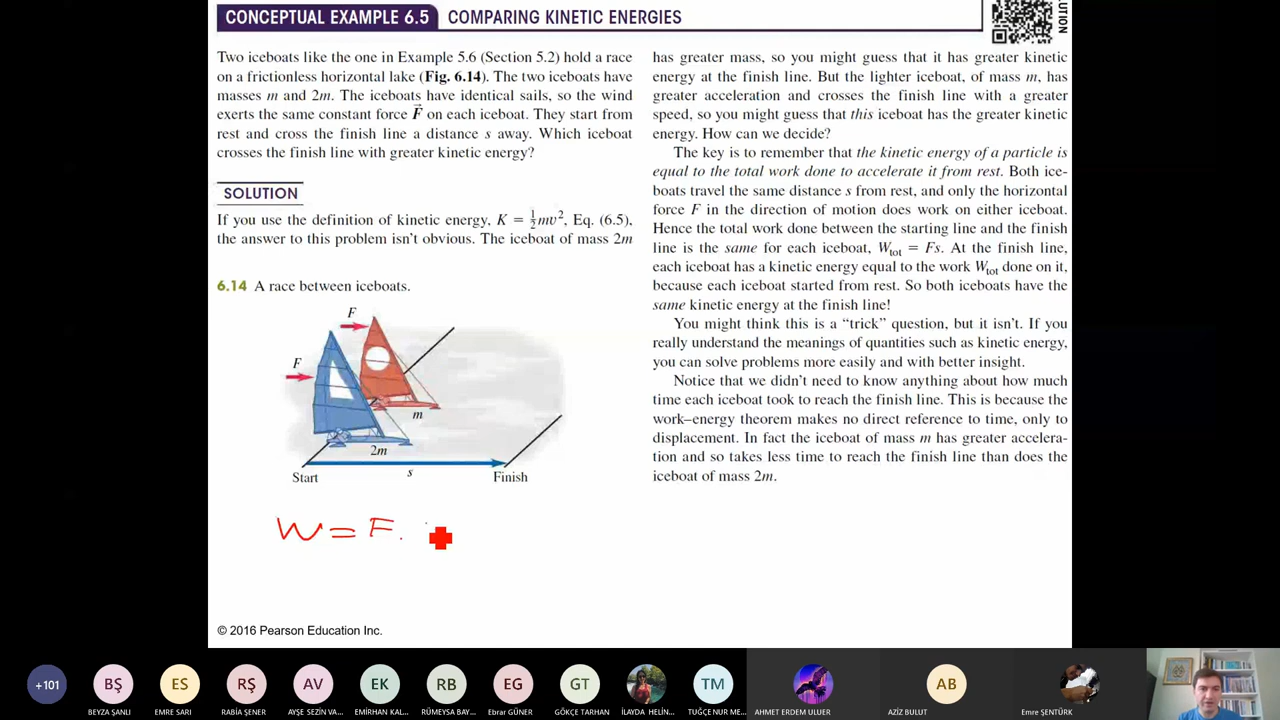 CONCEPTUAL EXAMPLE 6.5 COMPARING KINETIC ENERGIES
Two iceboats like the one in Example 5.6 (Section 5.2) hold a race
on a frictionless horizontal lake (Fig. 6.14). The two iceboats have
masses m and 2m. The iceboats have identical sails, so the wind
exerts the same constant force F⃗ on each iceboat. They start from
rest and cross the finish line a distance s away. Which iceboat
crosses the finish line with greater kinetic energy?
SOLUTION
If you use the definition of kinetic energy, K = ½mv², Eq. (6.5),
the answer to this problem isn't obvious. The iceboat of mass 2m
6.14 A race between iceboats.
F
F
m
2m
Start
s
Finish
W = F.
has greater mass, so you might guess that it has greater kinetic
energy at the finish line. But the lighter iceboat, of mass m, has
greater acceleration and crosses the finish line with a greater
speed, so you might guess that this iceboat has the greater kinetic
energy. How can we decide?
The key is to remember that the kinetic energy of a particle is
equal to the total work done to accelerate it from rest. Both ice-
boats travel the same distance s from rest, and only the horizontal
force F in the direction of motion does work on either iceboat.
Hence the total work done between the starting line and the finish
line is the same for each iceboat, Wtot = Fs. At the finish line,
each iceboat has a kinetic energy equal to the work Wtot done on it,
because each iceboat started from rest. So both iceboats have the
same kinetic energy at the finish line!
You might think this is a “trick” question, but it isn't. If you
really understand the meanings of quantities such as kinetic energy,
you can solve problems more easily and with better insight.
Notice that we didn't need to know anything about how much
time each iceboat took to reach the finish line. This is because the
work–energy theorem makes no direct reference to time, only to
displacement. In fact the iceboat of mass m has greater accelera-
tion and so takes less time to reach the finish line than does the
iceboat of mass 2m.
© 2016 Pearson Education Inc.
+101 BŞ ES RŞ AV EK RB EG GT TM AB
BEYZA ŞANLI EMRE SARI RABİA ŞENER AYŞE SEZİN VA... EMİRHAN KAL... RÜMEYSA BAY... Ebrar GÜNER GÖKÇE TARHAN İLAYDA HELİN... TUĞÇE NUR ME... AHMET ERDEM ULUER AZİZ BULUT Emre ŞENTÜRK